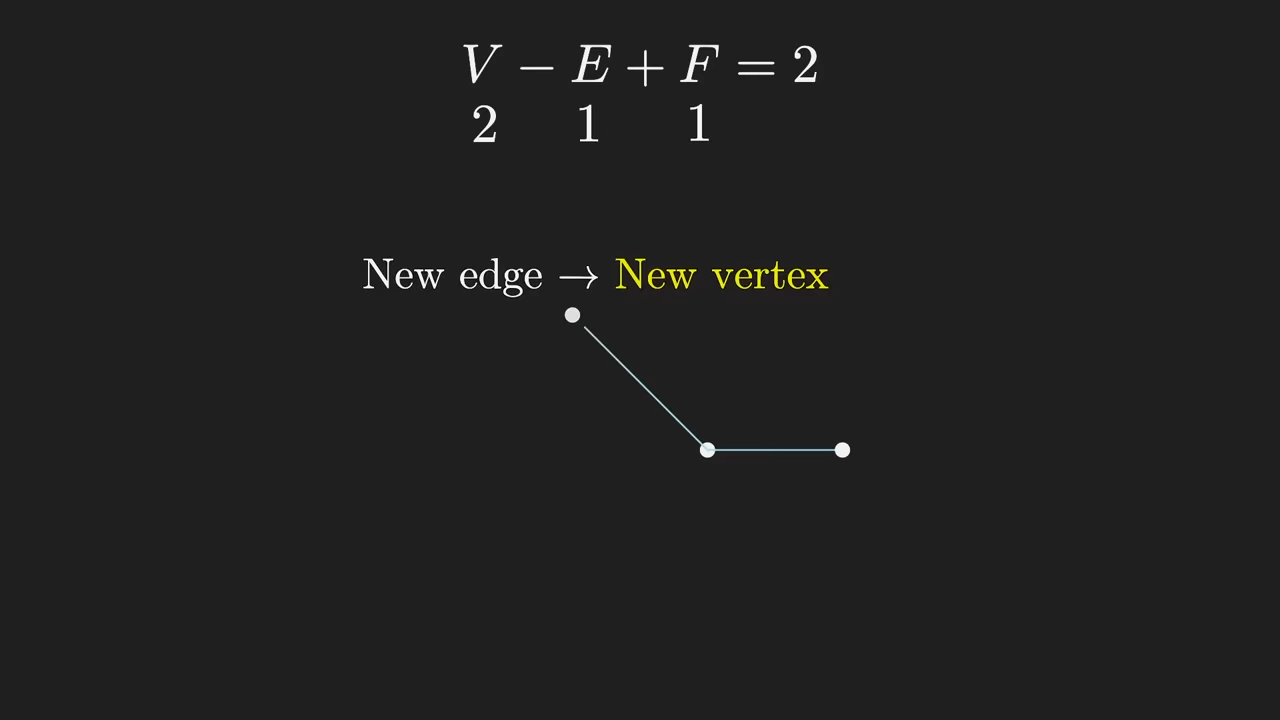 V − E + F = 2
2 1 1
New edge → New vertex